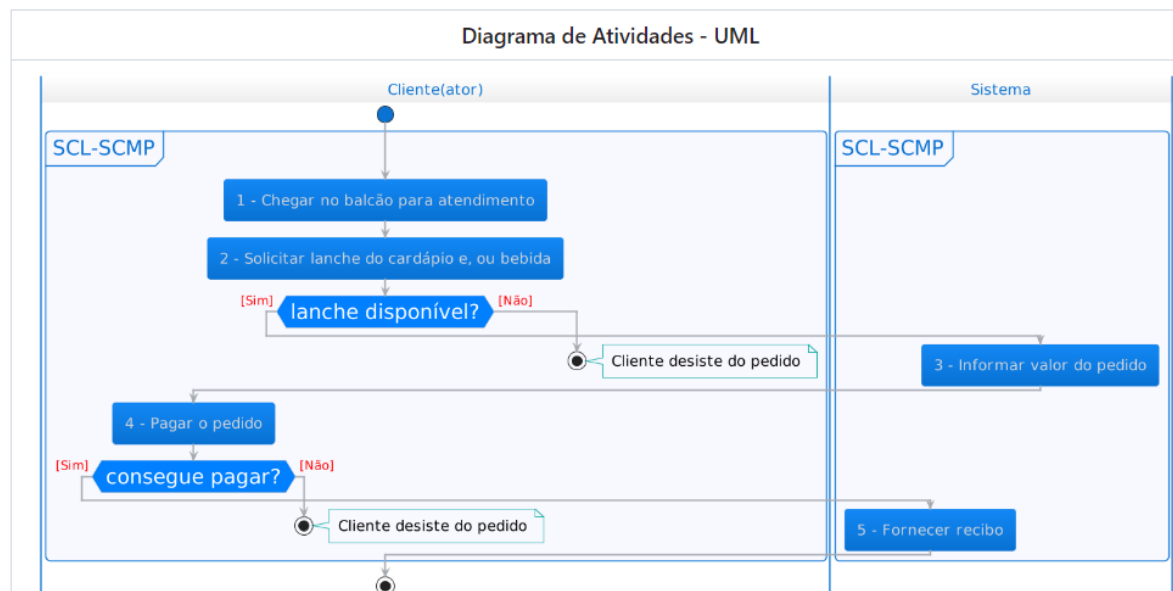 Diagrama de Atividades - UML
Cliente(ator)
Sistema
SCL-SCMP
SCL-SCMP
1 - Chegar no balcão para atendimento
2 - Solicitar lanche do cardápio e, ou bebida
[Sim]
lanche disponível?
[Não]
Cliente desiste do pedido
3 - Informar valor do pedido
4 - Pagar o pedido
[Sim]
consegue pagar?
[Não]
Cliente desiste do pedido
5 - Fornecer recibo